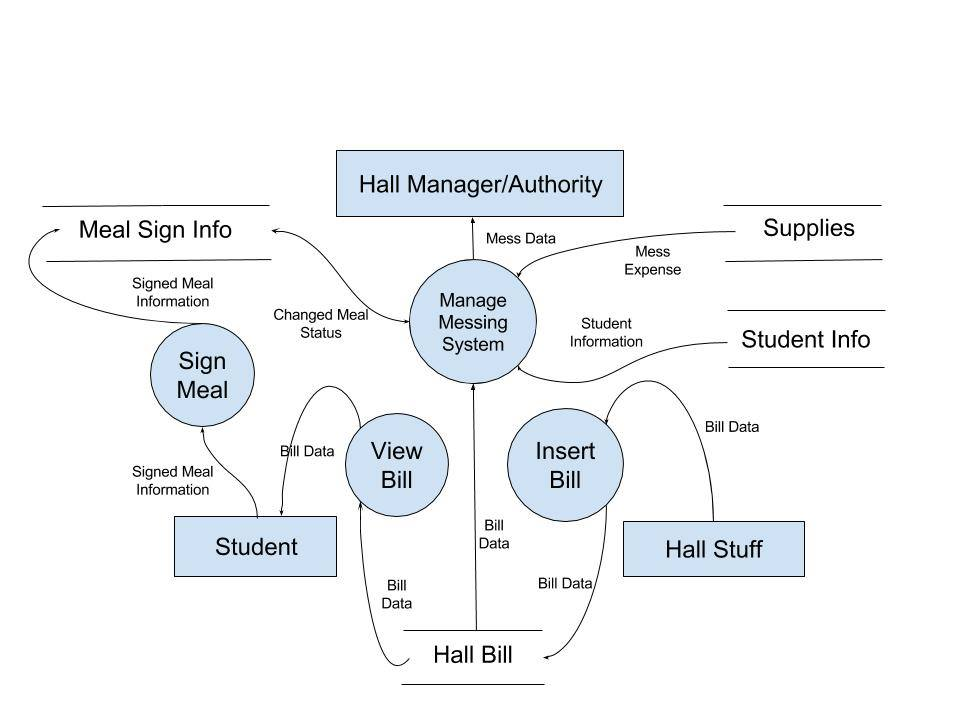 Hall Manager/Authority
Meal Sign Info
Supplies
Mess Data
Mess
Expense
Signed Meal
Information
Changed Meal
Status
Manage
Messing
System
Student
Information
Student Info
Sign
Meal
Bill Data
View
Bill
Insert
Bill
Bill Data
Signed Meal
Information
Student
Bill
Data
Hall Stuff
Bill
Data
Bill Data
Hall Bill